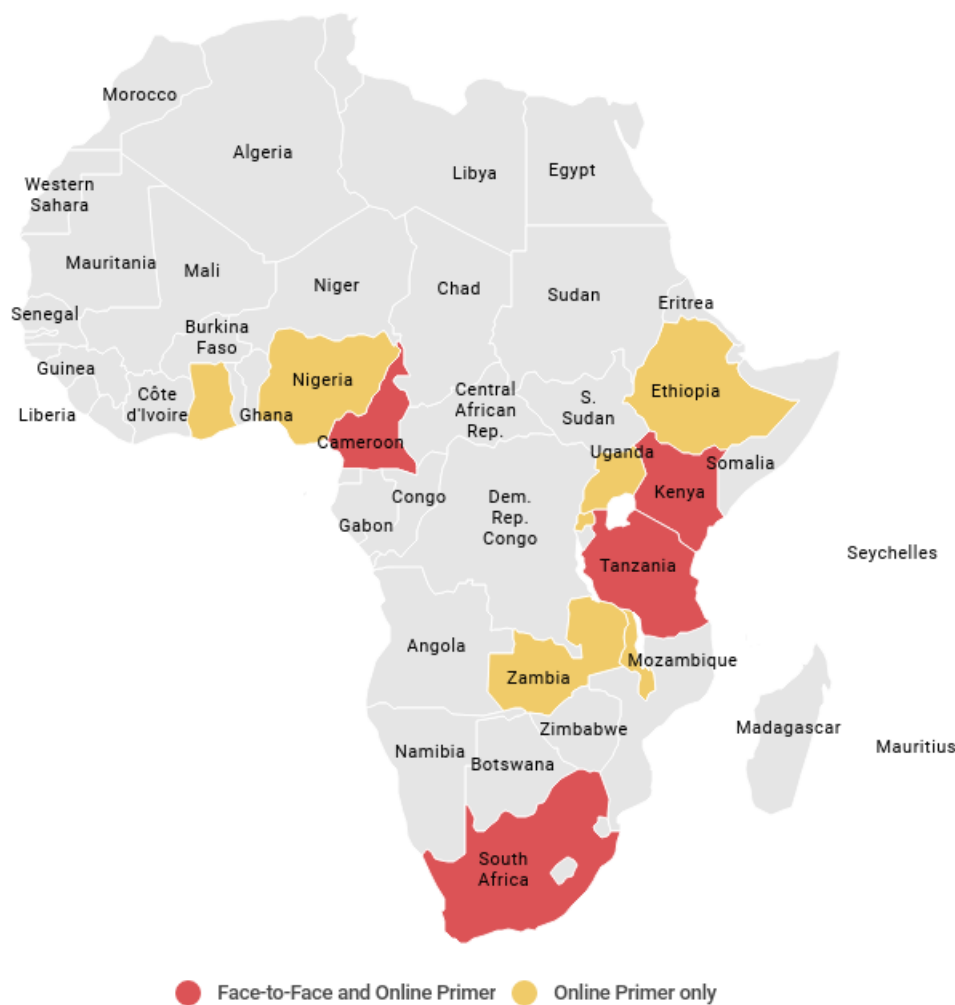 Morocco
Algeria
Libya
Egypt
Western
Sahara
Mauritania
Mali
Niger
Chad
Sudan
Eritrea
Senegal
Burkina
Faso
Guinea
Nigeria
Ethiopia
Côte
d'Ivoire
Liberia
Ghana
Central
African
Rep.
S.
Sudan
Cameroon
Uganda
Somalia
Kenya
Congo
Gabon
Dem.
Rep.
Congo
Seychelles
Tanzania
Angola
Mozambique
Zambia
Zimbabwe
Madagascar
Mauritius
Namibia
Botswana
South
Africa
Face-to-Face and Online Primer
Online Primer only